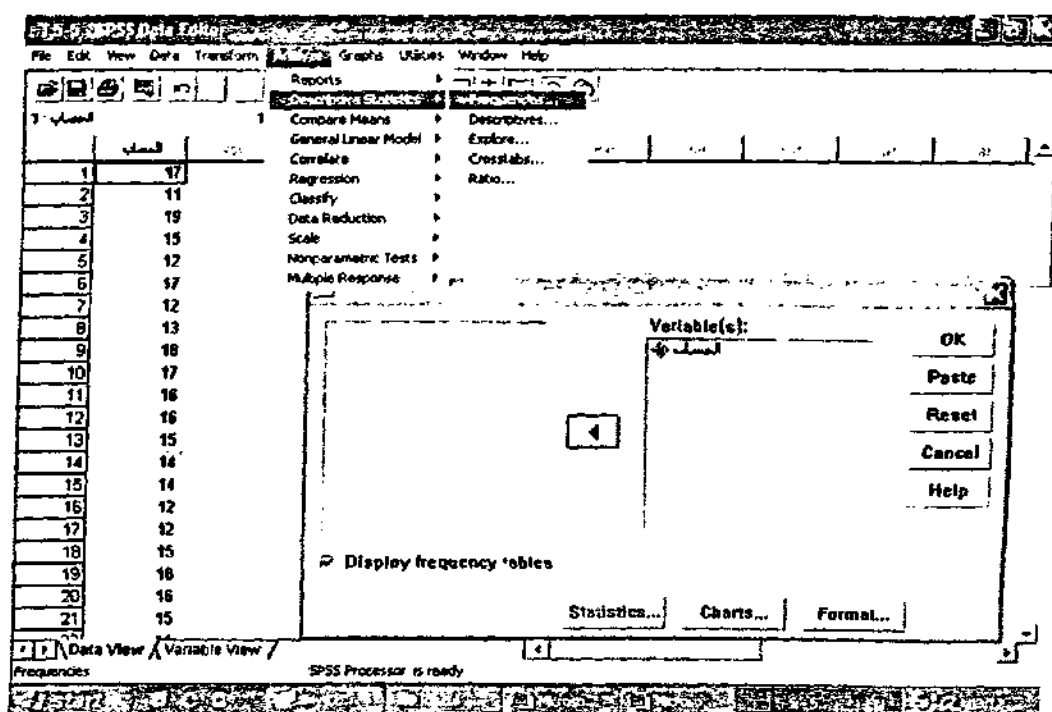 SPSS Data Editor
File Edit View Data Transform Graphs Utilities Window Help
Reports
Descriptive Statistics
Compare Means
General Linear Model
Correlate
Regression
Classify
Data Reduction
Scale
Nonparametric Tests
Multiple Response
Frequencies...
Descriptives...
Explore...
Crosstabs...
Ratio...
1 : الحساب
الحساب
1 17
2 11
3 19
4 15
5 12
6 17
7 12
8 13
9 18
10 17
11 16
12 16
13 15
14 14
15 14
16 12
17 12
18 15
19 18
20 16
21 15
Variable(s):
الحساب
OK
Paste
Reset
Cancel
Help
Display frequency tables
Statistics... Charts... Format...
Data View Variable View
Frequencies SPSS Processor is ready